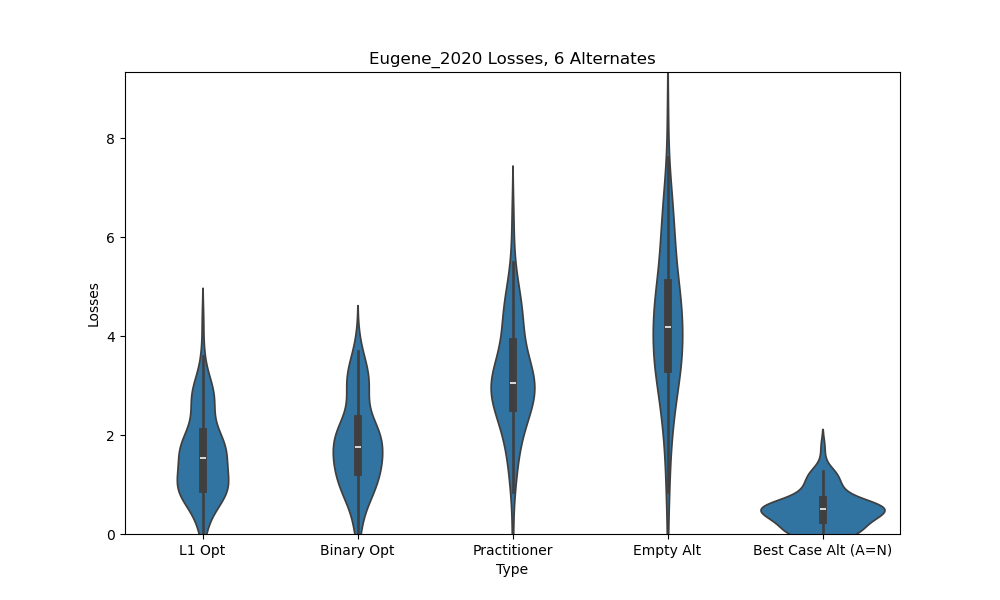 Eugene_2020 Losses, 6 Alternates
8
6
4
2
0
Losses
L1 Opt
Binary Opt
Practitioner
Empty Alt
Best Case Alt (A=N)
Type